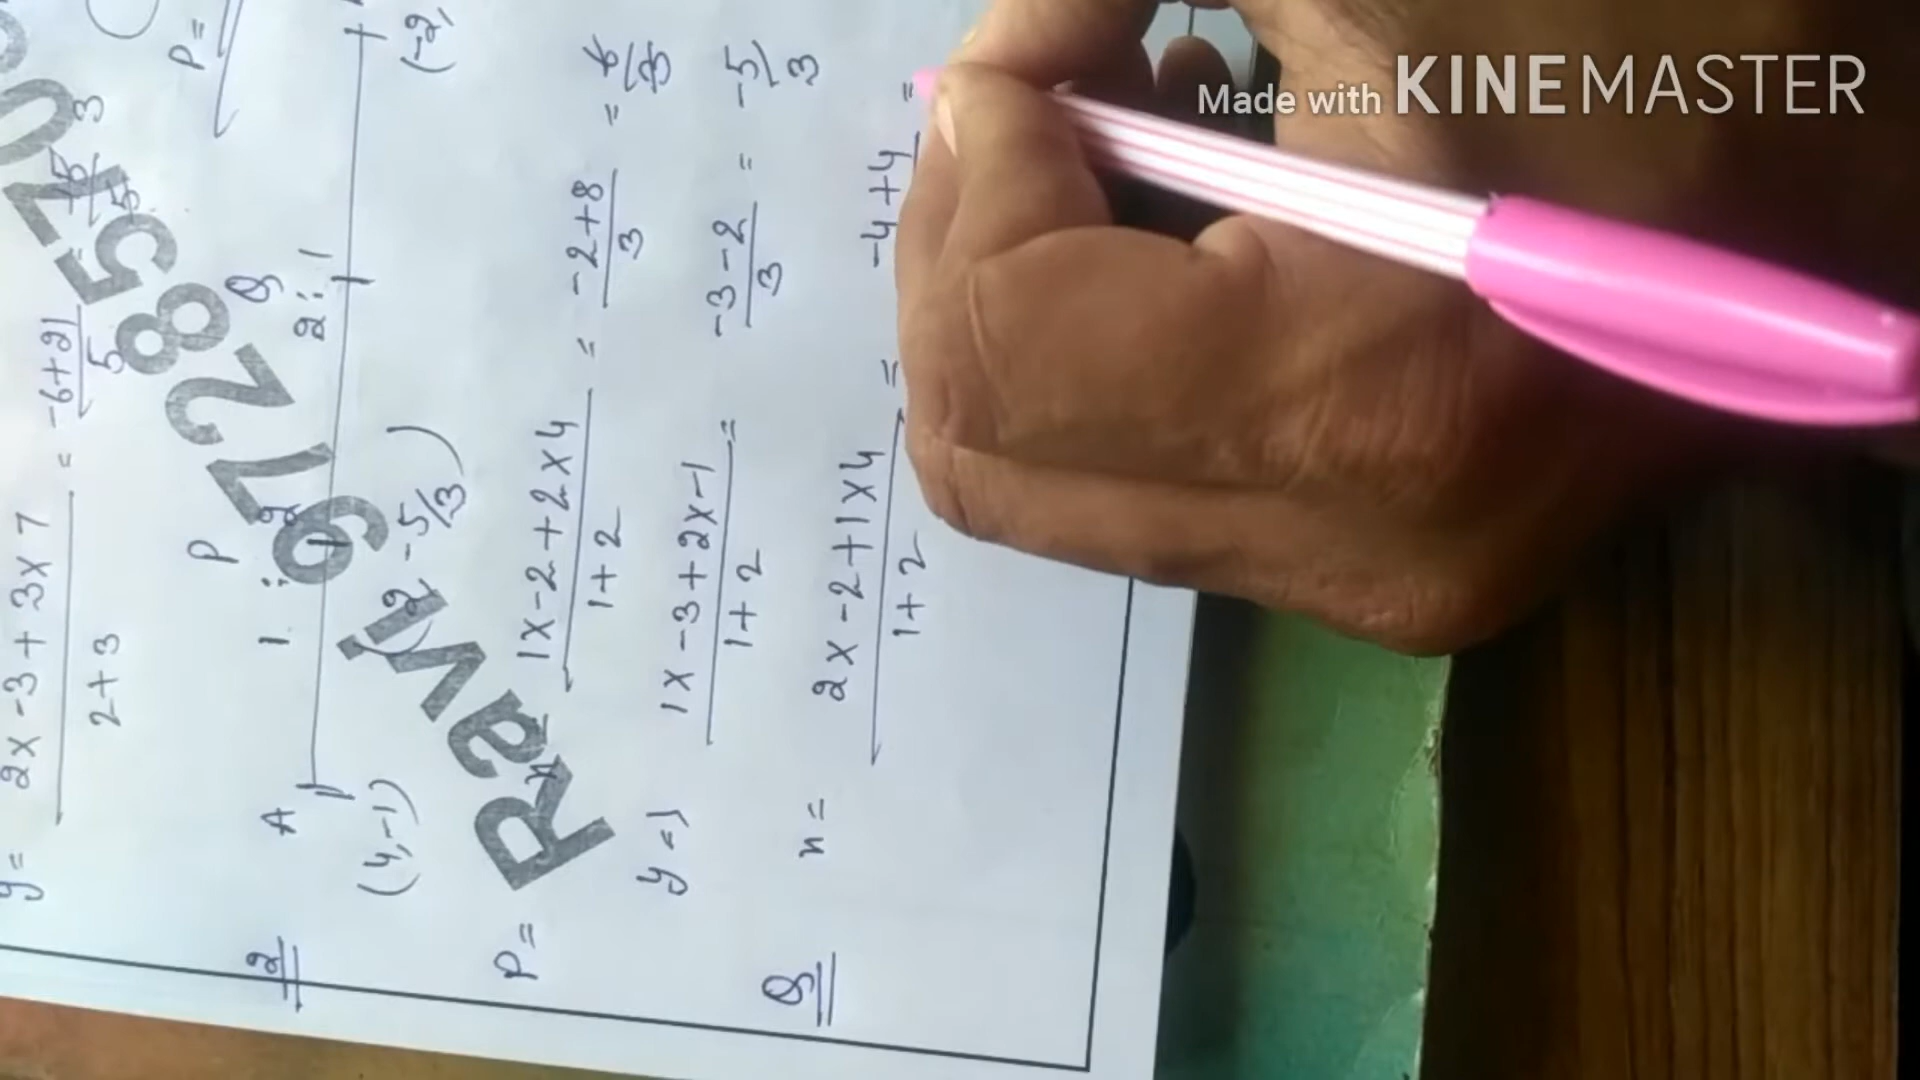 Made with KINEMASTER
y = 2x-3+3x7 / 2+3 = -6+21 / 5 = 15/5 3
P =
2 A 1 : P 2 2 : Q 1
(4,-1) (2 -5/3) (-2,
P = x 1x-2+2x4 / 1+2 = -2+8 / 3 = 6/3
y => 1x-3+2x-1 / 1+2 = -3-2 / 3 = -5/3
Q x = 2x-2+1x4 / 1+2 = -4+4 =
Ravi 9728520